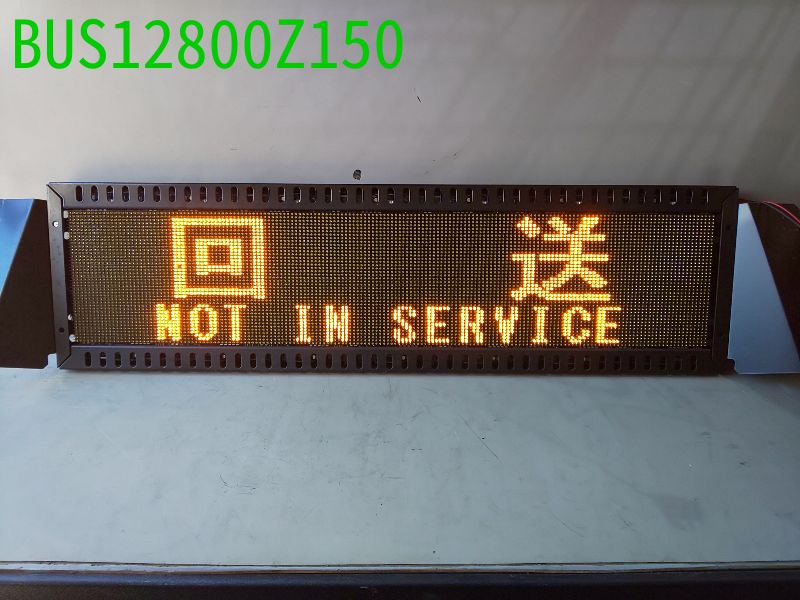 BUS12800Z150
回 送
NOT IN SERVICE